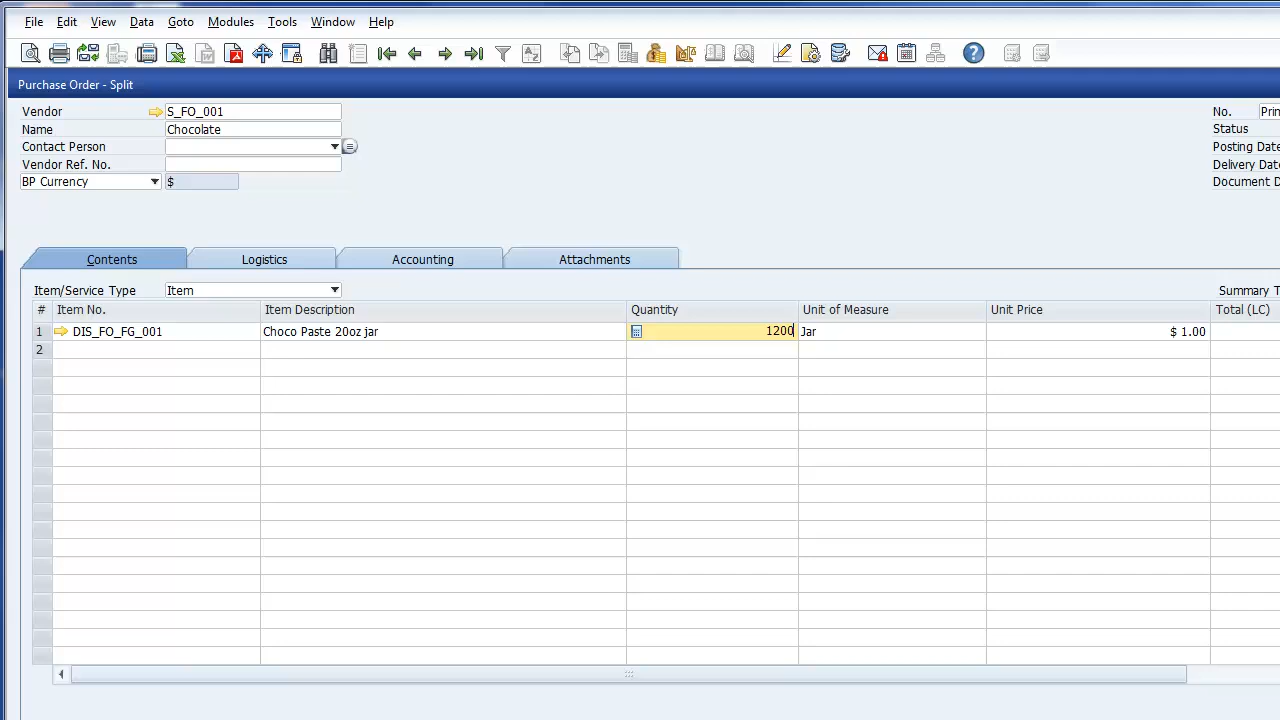 File Edit View Data Goto Modules Tools Window Help
Purchase Order - Split
Vendor S_FO_001 No. Prin
Name Chocolate Status
Contact Person Posting Date
Vendor Ref. No. Delivery Date
BP Currency $ Document D
Contents Logistics Accounting Attachments
Item/Service Type Item Summary T
# Item No. Item Description Quantity Unit of Measure Unit Price Total (LC)
1 DIS_FO_FG_001 Choco Paste 20oz jar 1200 Jar $ 1.00
2